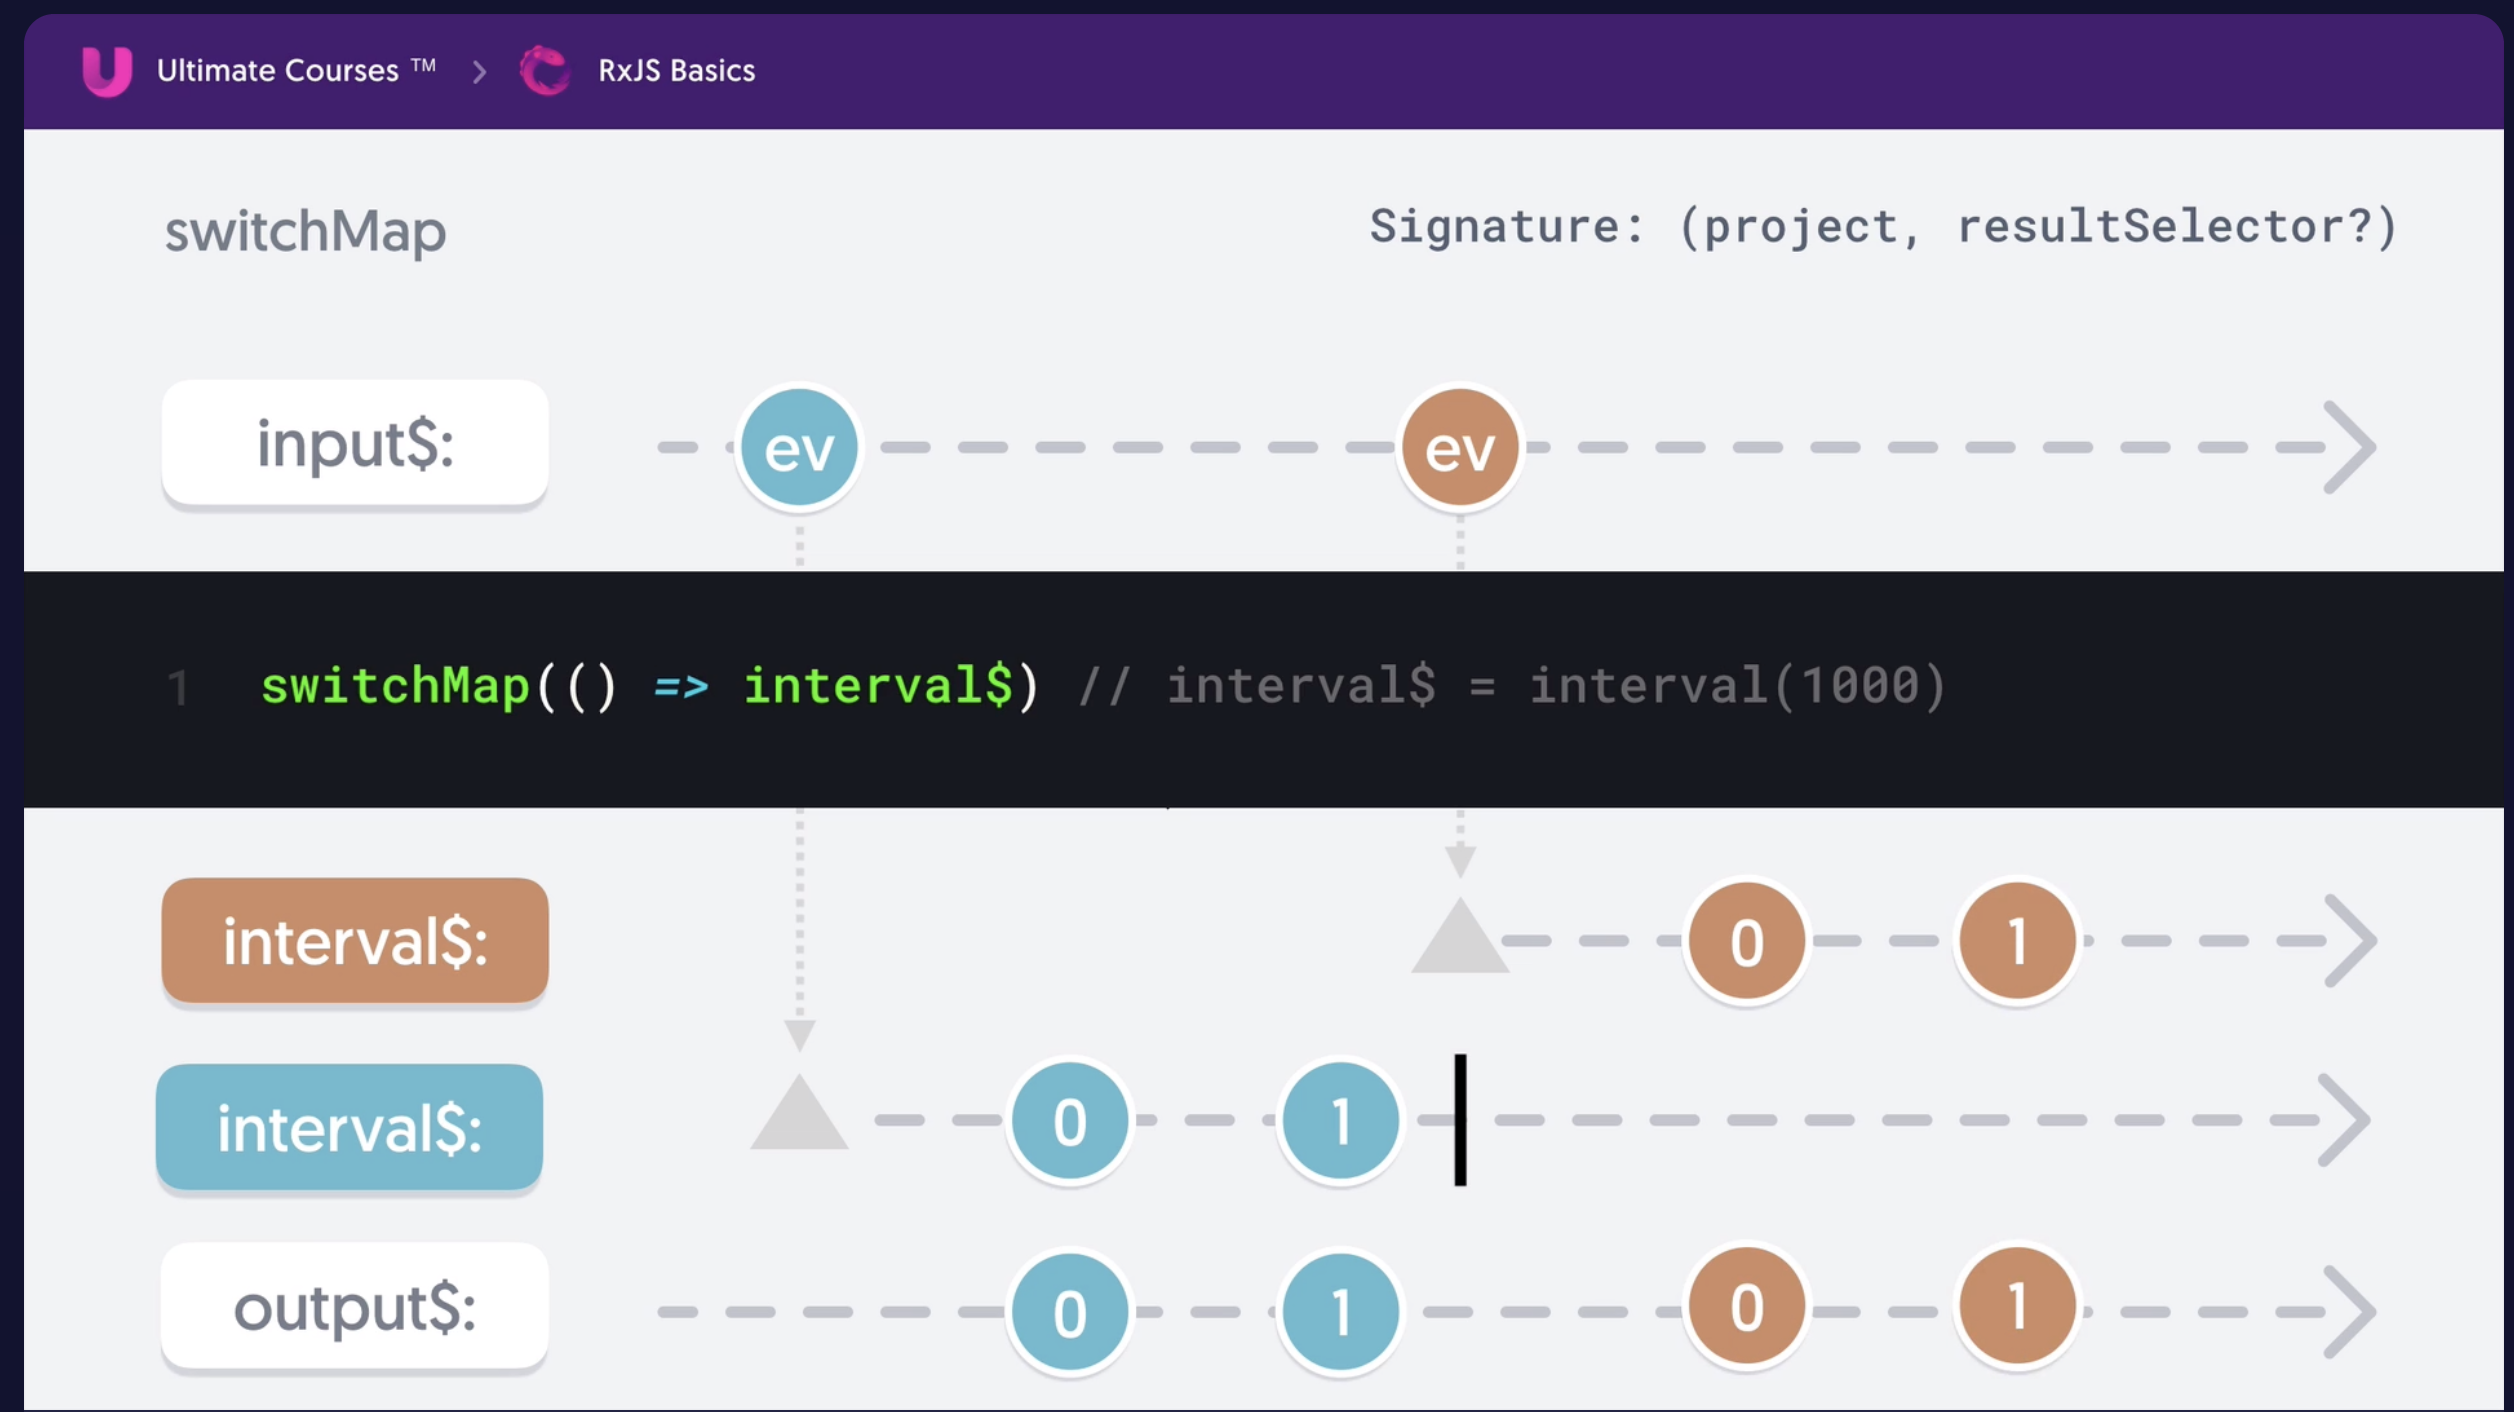 Ultimate Courses ™ > RxJS Basics
switchMap
Signature: (project, resultSelector?)
input$:
ev
ev
1 switchMap(() => interval$) // interval$ = interval(1000)
interval$:
0
1
interval$:
0
1
output$:
0
1
0
1